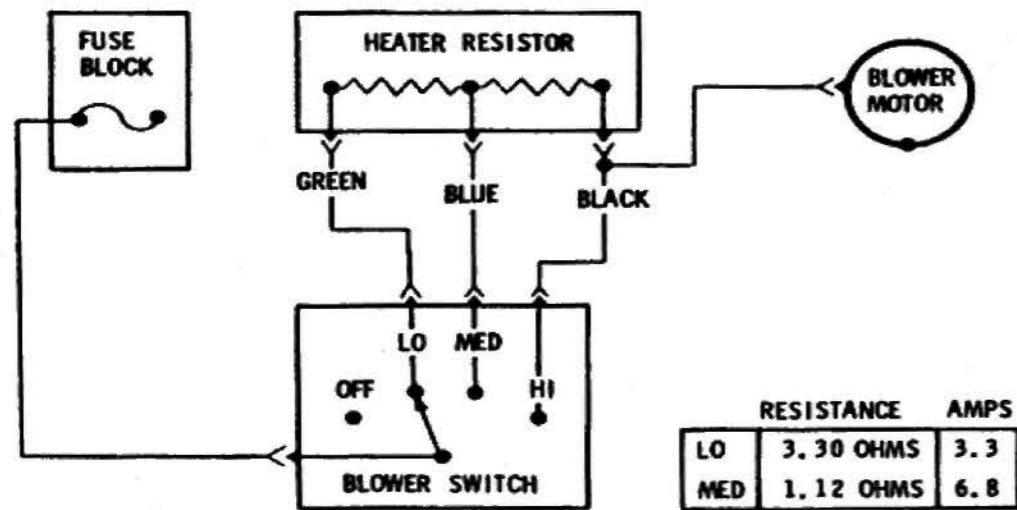 FUSE
BLOCK
HEATER RESISTOR
BLOWER
MOTOR
GREEN
BLUE
BLACK
LO
MED
OFF
HI
BLOWER SWITCH
RESISTANCE AMPS
LO 3.30 OHMS 3.3
MED 1.12 OHMS 6.8